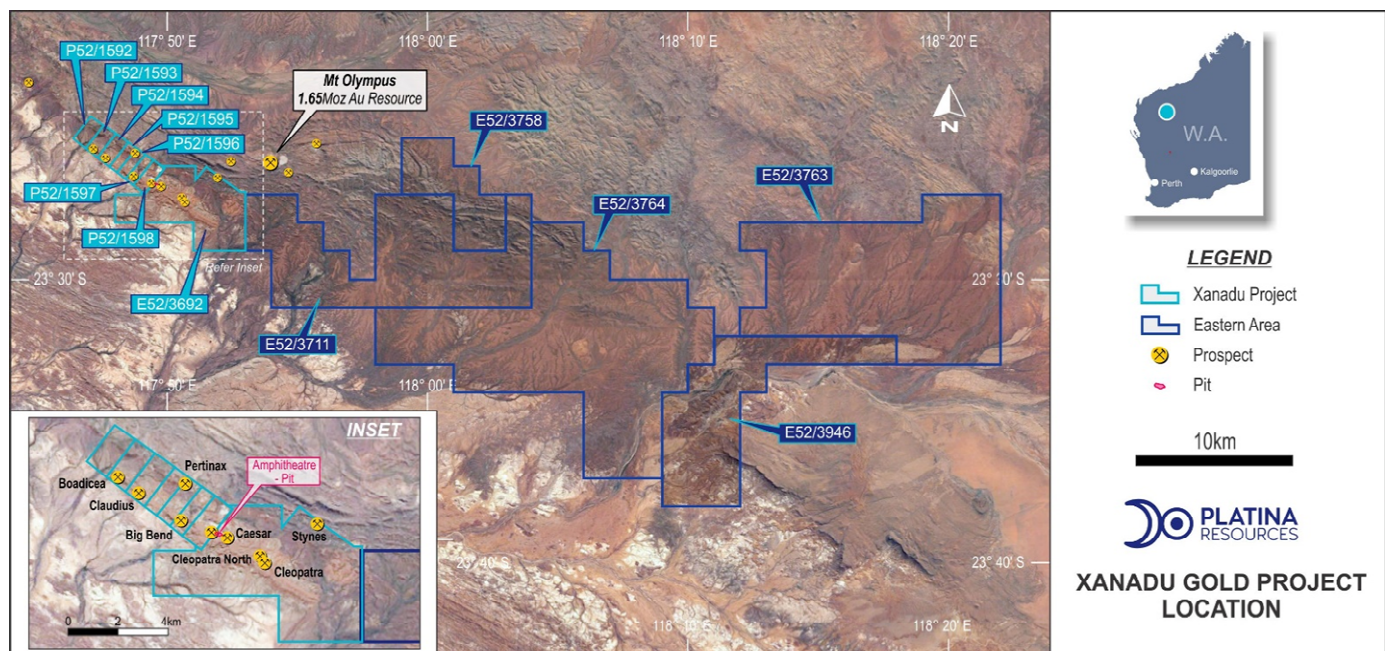 117° 50' E
118° 00' E
118° 10' E
118° 20' E
P52/1592
P52/1593
P52/1594
P52/1595
P52/1596
P52/1597
P52/1598
E52/3692
Refer Inset
Mt Olympus
1.65Moz Au Resource
E52/3758
E52/3764
E52/3763
E52/3711
E52/3946
N
23° 30' S
23° 30' S
117° 50' E
118° 00' E
23° 40' S
118° 10' E
118° 20' E
INSET
Pertinax
Amphitheatre
- Pit
Boadicea
Claudius
Big Bend
Caesar
Stynes
Cleopatra North
Cleopatra
0 2 4km
W.A.
Kalgoorlie
Perth
LEGEND
Xanadu Project
Eastern Area
Prospect
Pit
10km
PLATINA
RESOURCES
XANADU GOLD PROJECT
LOCATION